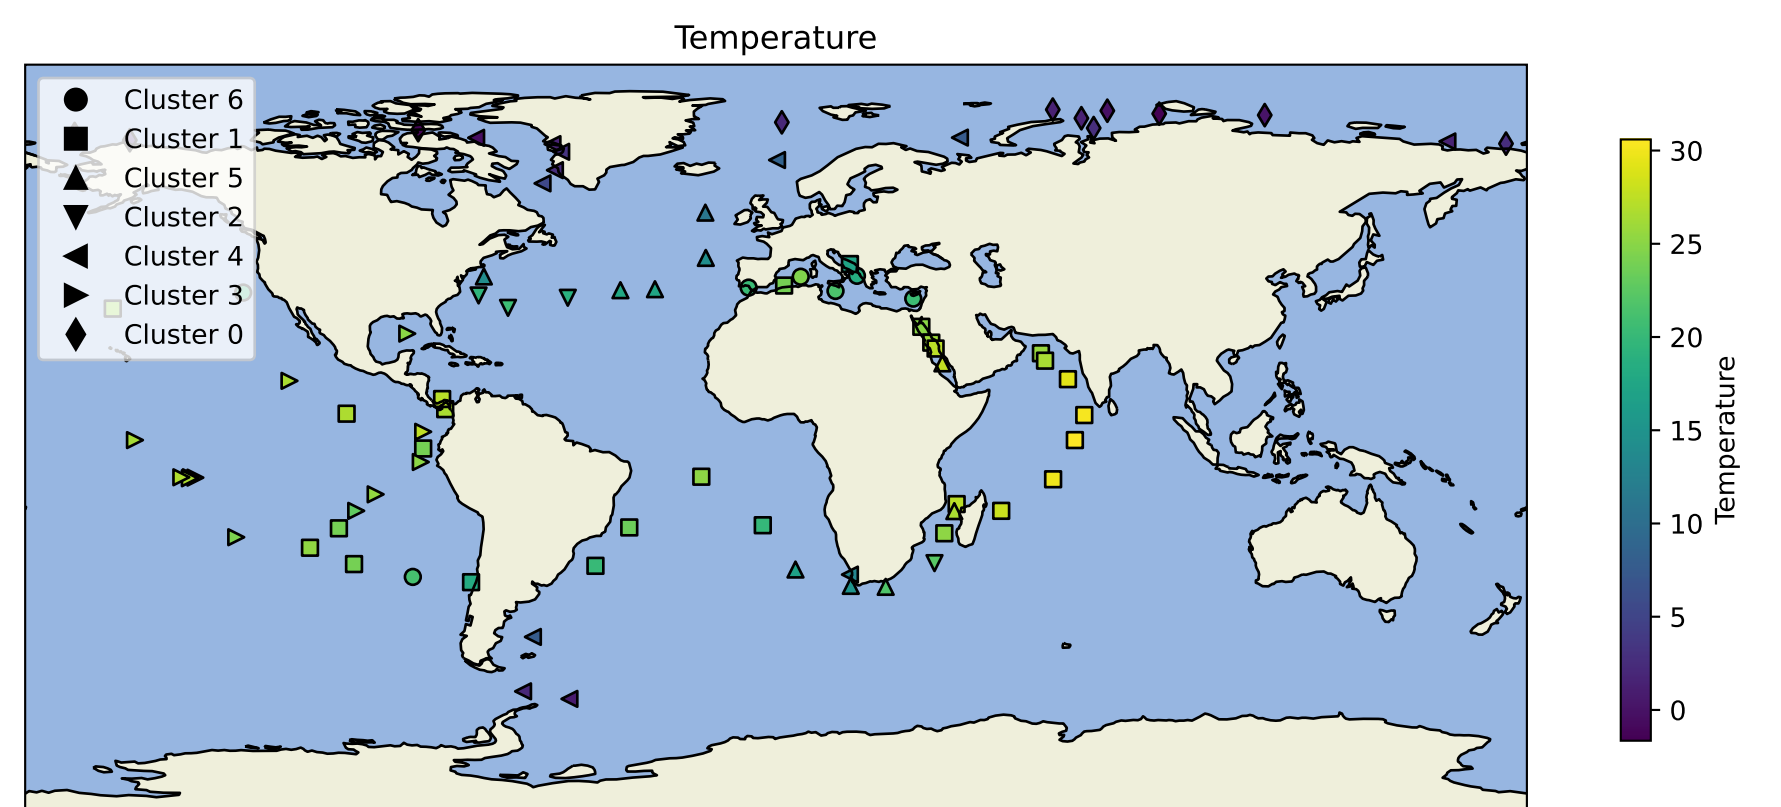 Temperature
Cluster 6
Cluster 1
Cluster 5
Cluster 2
Cluster 4
Cluster 3
Cluster 0
30
25
20
15
10
5
0
Temperature